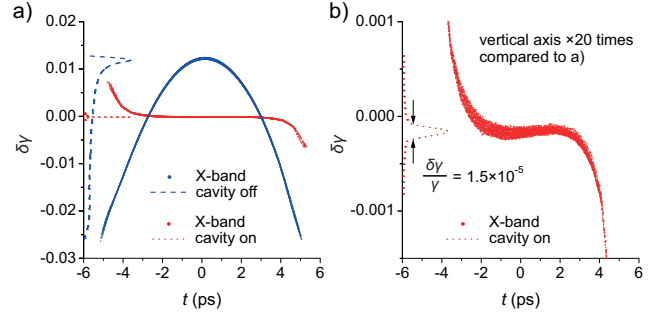 a)
0.02
0.01
0.00
-0.01
-0.02
-0.03
δγ
X-band
cavity off
X-band
cavity on
-6 -4 -2 0 2 4 6
t (ps)
b)
0.001
0.000
-0.001
δγ
vertical axis ×20 times
compared to a)
δγ
γ = 1.5×10⁻⁵
X-band
cavity on
-6 -4 -2 0 2 4 6
t (ps)